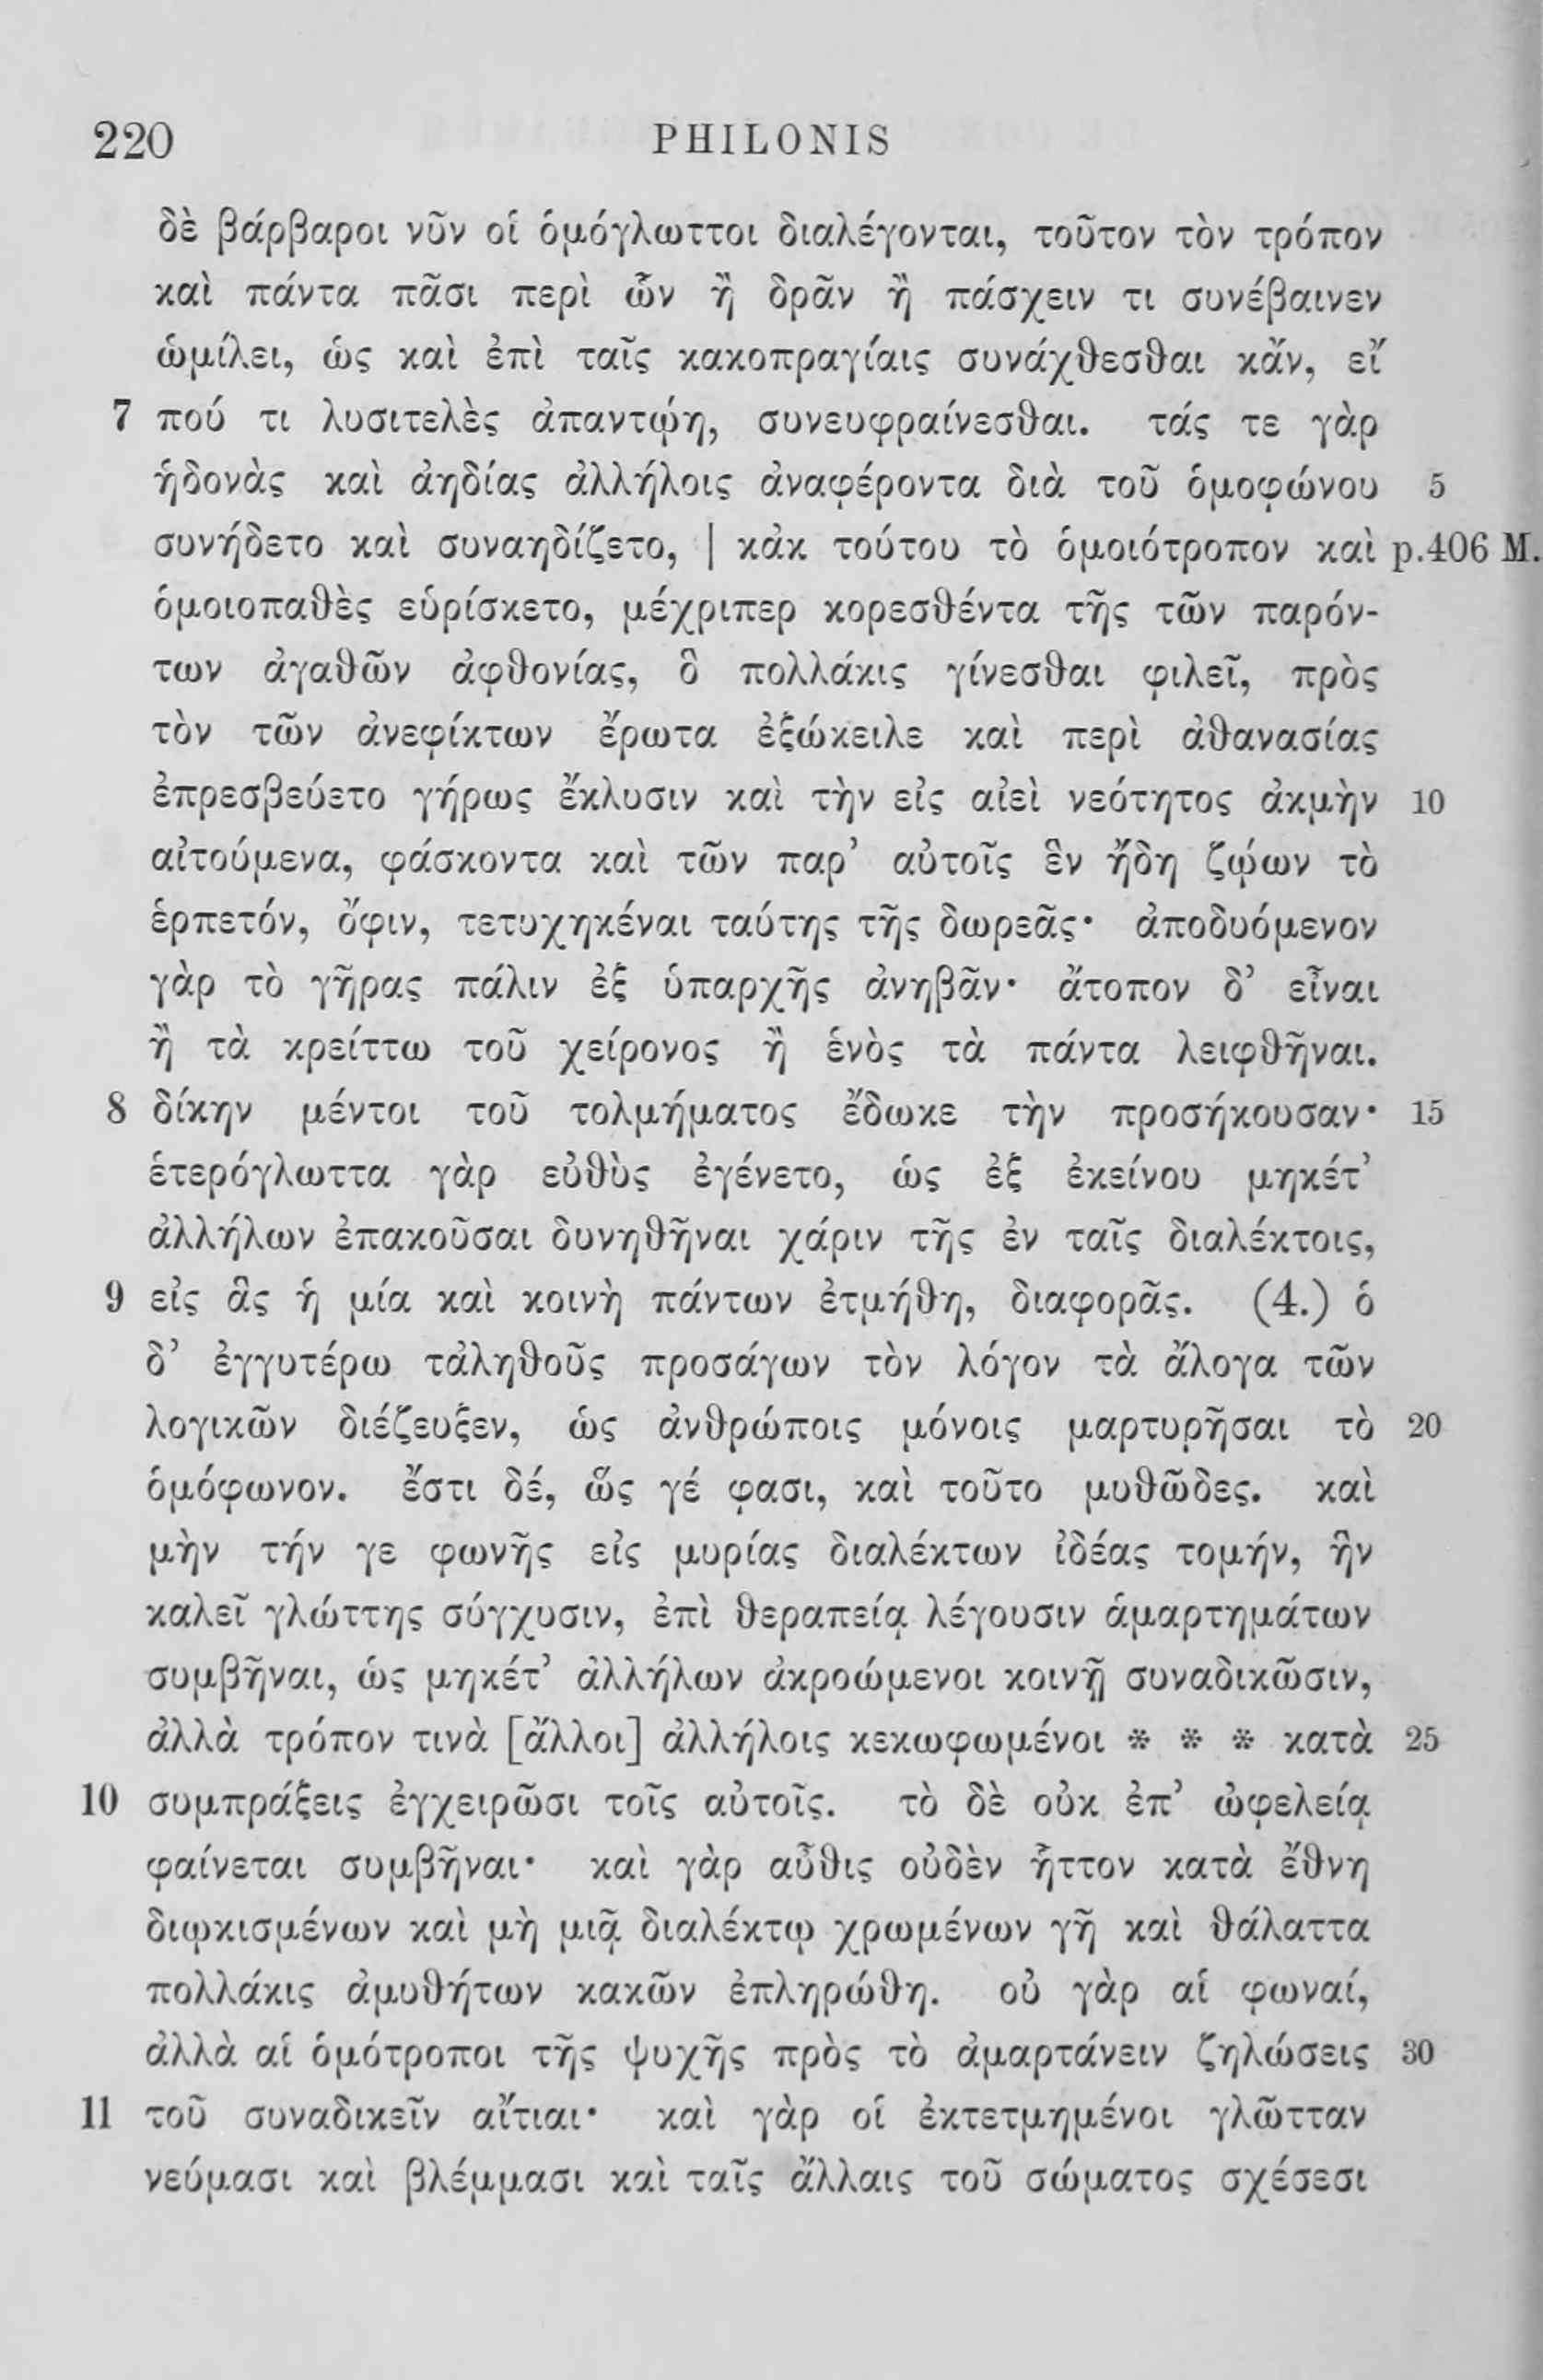 220 PHILONIS
δὲ βάρβαροι νῦν οἱ ὁμόγλωττοι διαλέγονται, τοῦτον τὸν τρόπον
καὶ πάντα πᾶσι περὶ ὧν ἢ δρᾶν ἢ πάσχειν τι συνέβαινεν
ὡμίλει, ὡς καὶ ἐπὶ ταῖς κακοπραγίαις συνάχθεσθαι κἄν, εἴ
7 πού τι λυσιτελὲς ἀπαντῴη, συνευφραίνεσθαι. τάς τε γὰρ
ἡδονὰς καὶ ἀηδίας ἀλλήλοις ἀναφέροντα διὰ τοῦ ὁμοφώνου 5
συνήδετο καὶ συναηδίζετο, | κἀκ τούτου τὸ ὁμοιότροπον καὶ p.406 M.
ὁμοιοπαθὲς εὑρίσκετο, μέχριπερ κορεσθέντα τῆς τῶν παρόν-
των ἀγαθῶν ἀφθονίας, ὃ πολλάκις γίνεσθαι φιλεῖ, πρὸς
τὸν τῶν ἀνεφίκτων ἔρωτα ἐξώκειλε καὶ περὶ ἀθανασίας
ἐπρεσβεύετο γήρως ἔκλυσιν καὶ τὴν εἰς αἰεὶ νεότητος ἀκμὴν 10
αἰτούμενα, φάσκοντα καὶ τῶν παρ’ αὐτοῖς ἓν ἤδη ζῴων τὸ
ἑρπετόν, ὄφιν, τετυχηκέναι ταύτης τῆς δωρεᾶς· ἀποδυόμενον
γὰρ τὸ γῆρας πάλιν ἐξ ὑπαρχῆς ἀνηβᾶν· ἄτοπον δ’ εἶναι
ἢ τὰ κρείττω τοῦ χείρονος ἢ ἑνὸς τὰ πάντα λειφθῆναι.
8 δίκην μέντοι τοῦ τολμήματος ἔδωκε τὴν προσήκουσαν· 15
ἑτερόγλωττα γὰρ εὐθὺς ἐγένετο, ὡς ἐξ ἐκείνου μηκέτ’
ἀλλήλων ἐπακοῦσαι δυνηθῆναι χάριν τῆς ἐν ταῖς διαλέκτοις,
9 εἰς ἃς ἡ μία καὶ κοινὴ πάντων ἐτμήθη, διαφορᾶς. (4.) ὁ
δ’ ἐγγυτέρω τἀληθοῦς προσάγων τὸν λόγον τὰ ἄλογα τῶν
λογικῶν διέζευξεν, ὡς ἀνθρώποις μόνοις μαρτυρῆσαι τὸ 20
ὁμόφωνον. ἔστι δέ, ὥς γέ φασι, καὶ τοῦτο μυθῶδες. καὶ
μὴν τήν γε φωνῆς εἰς μυρίας διαλέκτων ἰδέας τομήν, ἣν
καλεῖ γλώττης σύγχυσιν, ἐπὶ θεραπείᾳ λέγουσιν ἁμαρτημάτων
συμβῆναι, ὡς μηκέτ’ ἀλλήλων ἀκροώμενοι κοινῇ συναδικῶσιν,
ἀλλὰ τρόπον τινὰ [ἄλλοι] ἀλλήλοις κεκωφωμένοι * * * κατὰ 25
10 συμπράξεις ἐγχειρῶσι τοῖς αὐτοῖς. τὸ δὲ οὐκ ἐπ’ ὠφελείᾳ
φαίνεται συμβῆναι· καὶ γὰρ αὖθις οὐδὲν ἧττον κατὰ ἔθνη
διῳκισμένων καὶ μὴ μιᾷ διαλέκτῳ χρωμένων γῆ καὶ θάλαττα
πολλάκις ἀμυθήτων κακῶν ἐπληρώθη. οὐ γὰρ αἱ φωναί,
ἀλλὰ αἱ ὁμότροποι τῆς ψυχῆς πρὸς τὸ ἁμαρτάνειν ζηλώσεις 30
11 τοῦ συναδικεῖν αἴτιαι· καὶ γὰρ οἱ ἐκτετμημένοι γλῶτταν
νεύμασι καὶ βλέμμασι καὶ ταῖς ἄλλαις τοῦ σώματος σχέσεσι